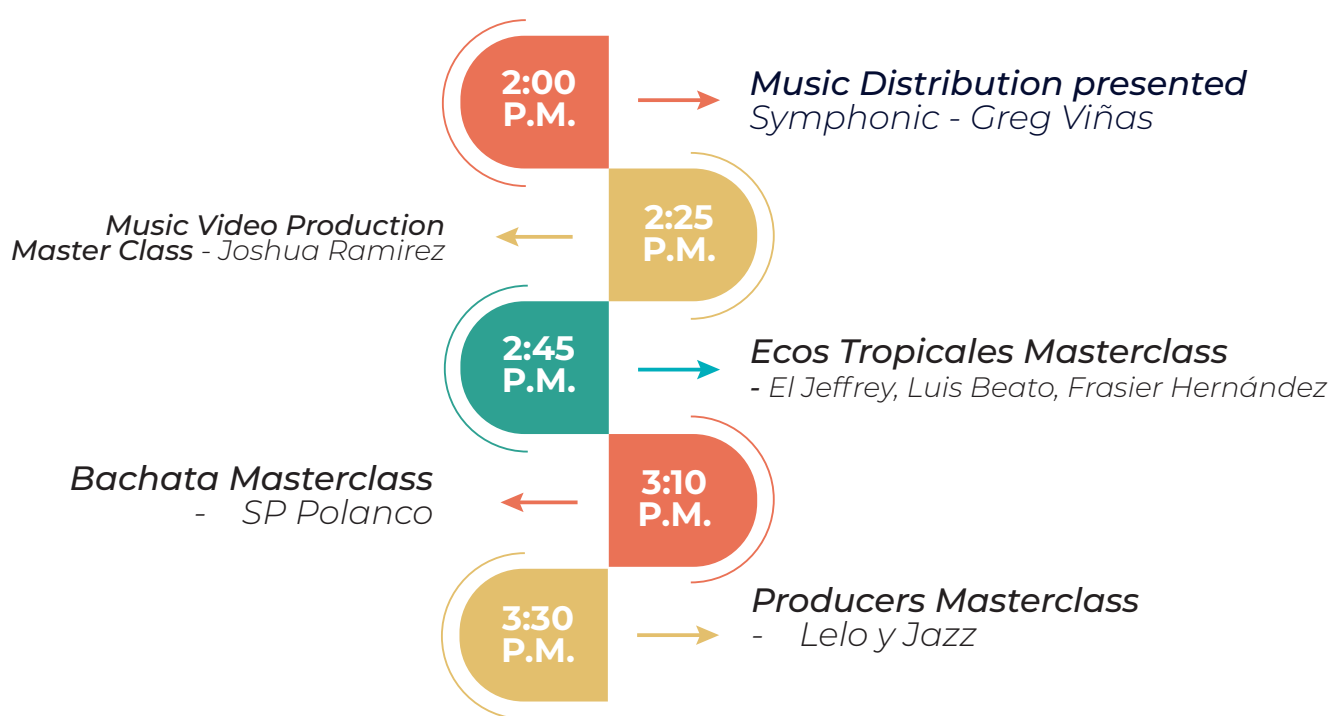 2:00
P.M.
Music Distribution presented
Symphonic - Greg Viñas
2:25
P.M.
Music Video Production
Master Class - Joshua Ramirez
2:45
P.M.
Ecos Tropicales Masterclass
- El Jeffrey, Luis Beato, Frasier Hernández
3:10
P.M.
Bachata Masterclass
- SP Polanco
3:30
P.M.
Producers Masterclass
- Lelo y Jazz